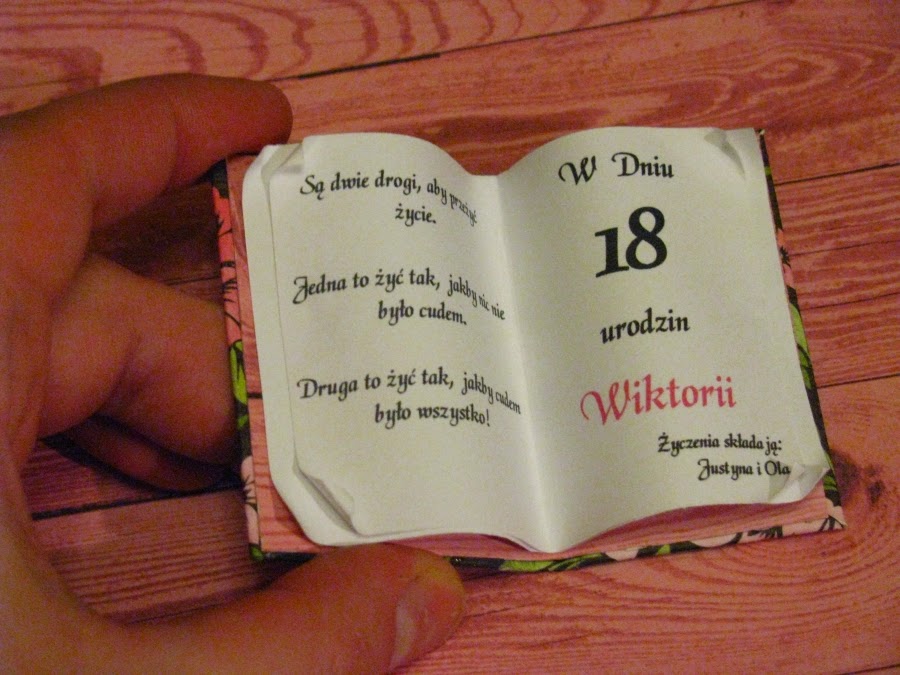 Są dwie drogi, aby przeżyć
życie.
Jedna to żyć tak, jakby nic nie
było cudem.
Druga to żyć tak, jakby cudem
było wszystko!
W Dniu
18
urodzin
Wiktorii
Życzenia składają:
Justyna i Ola